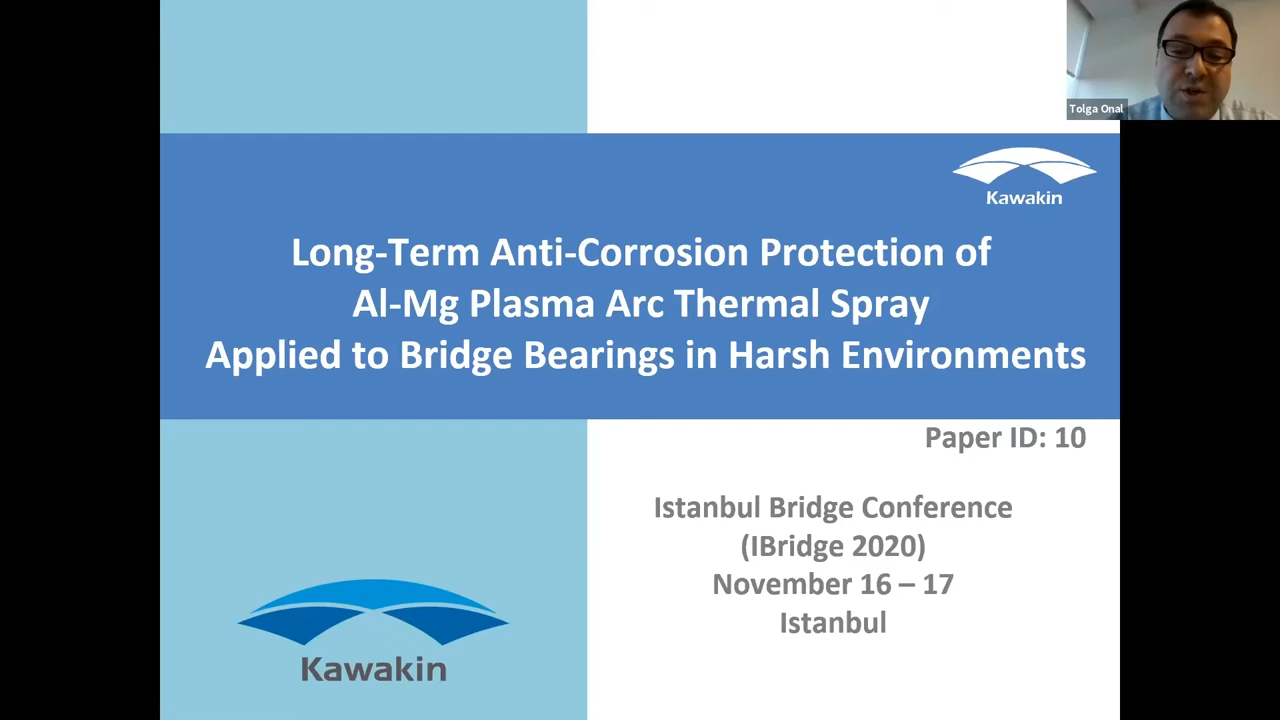 Tolga Onal
Kawakin
Long-Term Anti-Corrosion Protection of
Al-Mg Plasma Arc Thermal Spray
Applied to Bridge Bearings in Harsh Environments
Paper ID: 10
Istanbul Bridge Conference
(IBridge 2020)
November 16 – 17
Istanbul
Kawakin